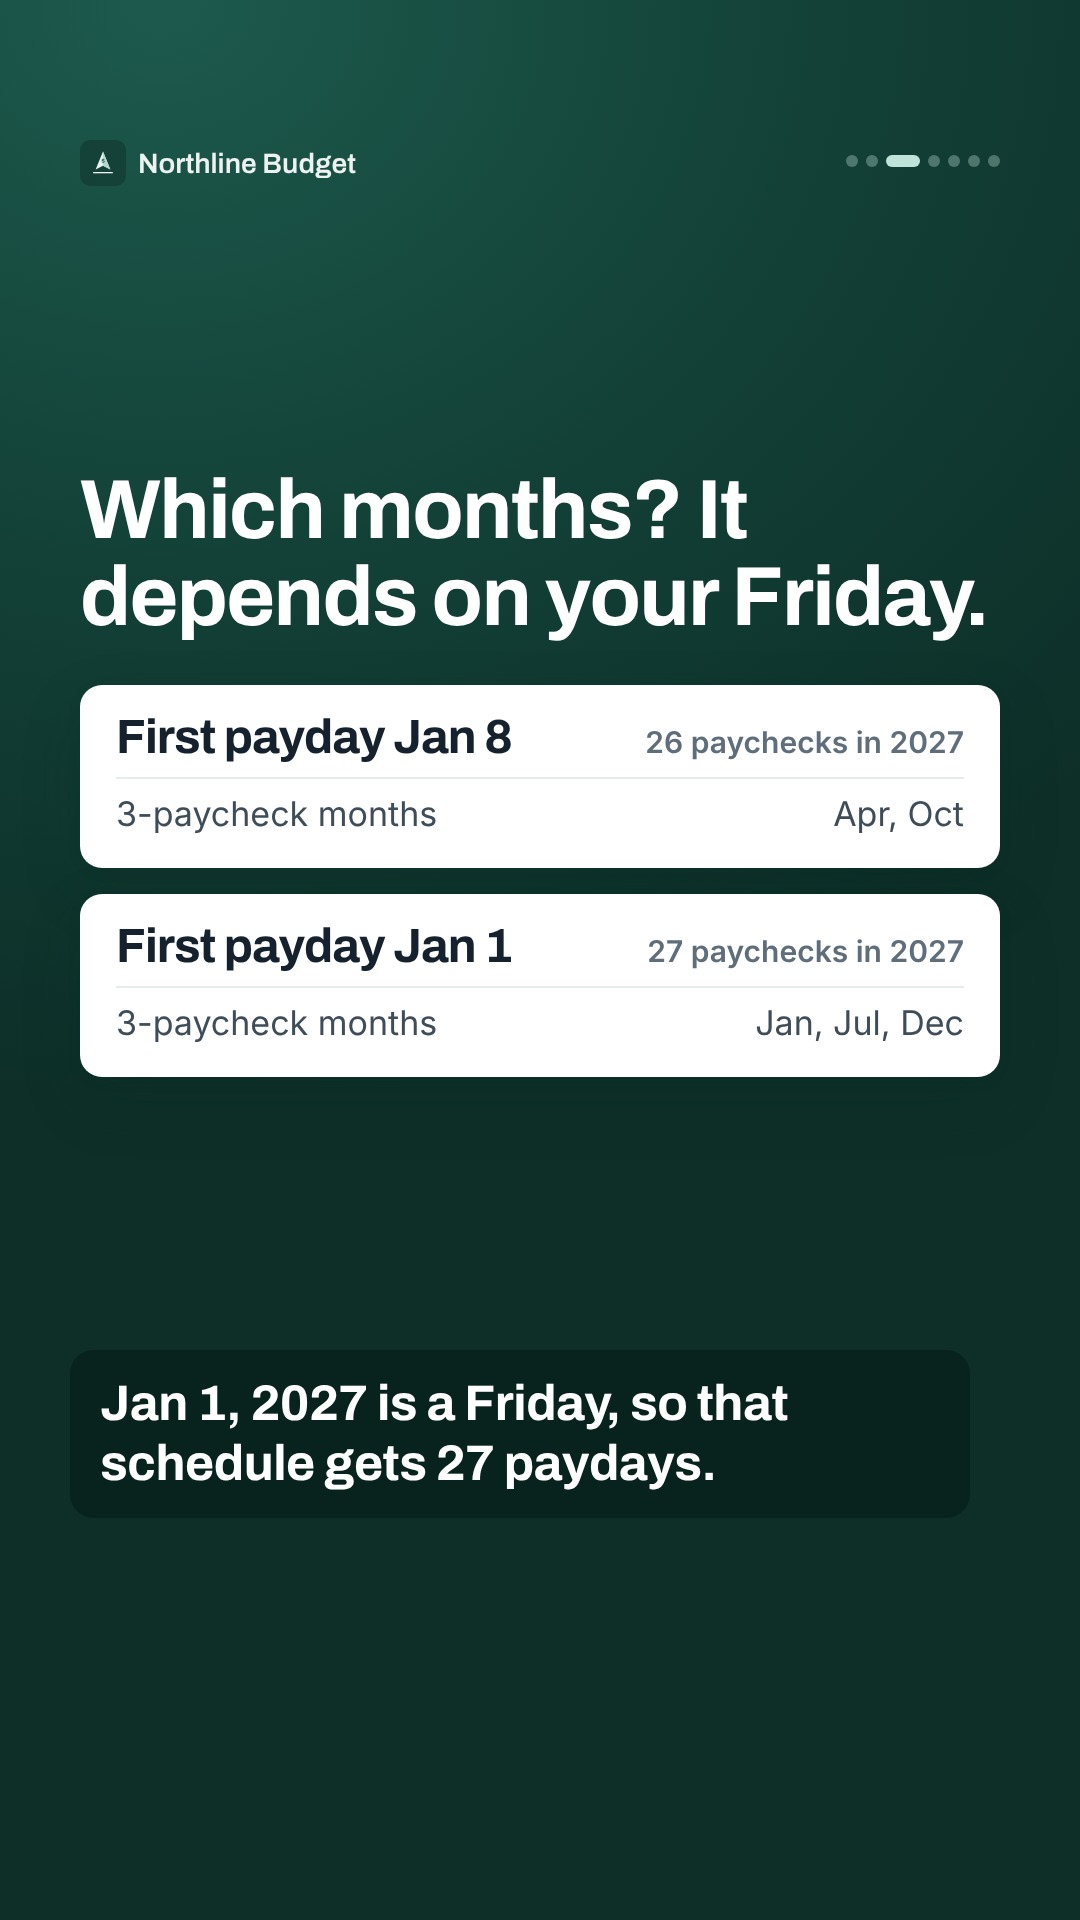 Northline Budget
Which months? It
depends on your Friday.
First payday Jan 8
26 paychecks in 2027
3-paycheck months
Apr, Oct
First payday Jan 1
27 paychecks in 2027
3-paycheck months
Jan, Jul, Dec
Jan 1, 2027 is a Friday, so that
schedule gets 27 paydays.